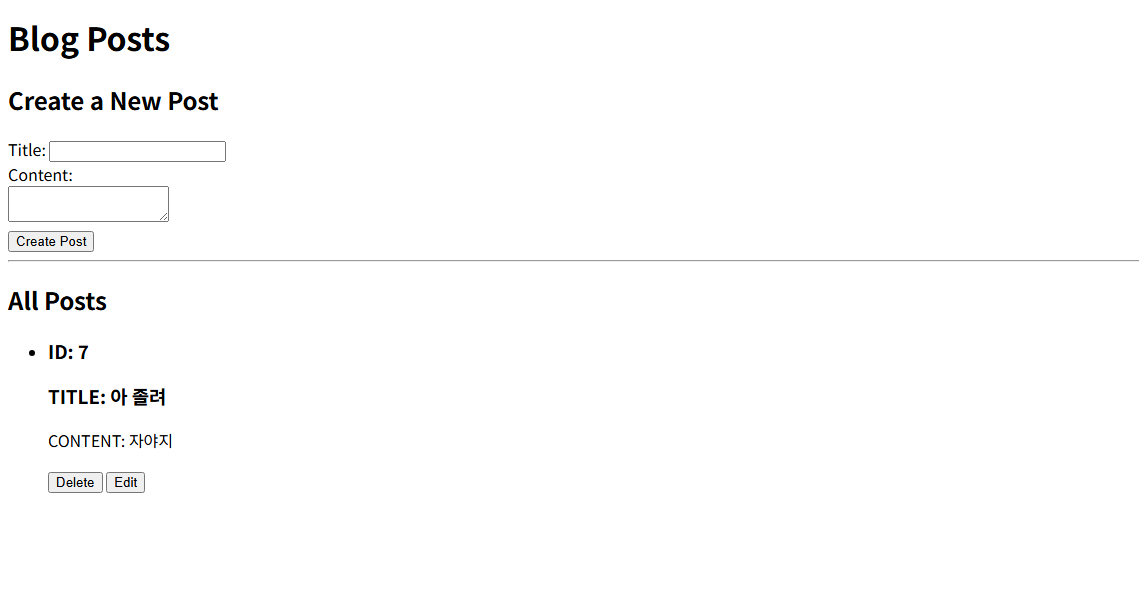 Blog Posts
Create a New Post
Title:
Content:
Create Post
All Posts
ID: 7
TITLE: 아 졸려
CONTENT: 자야지
Delete Edit